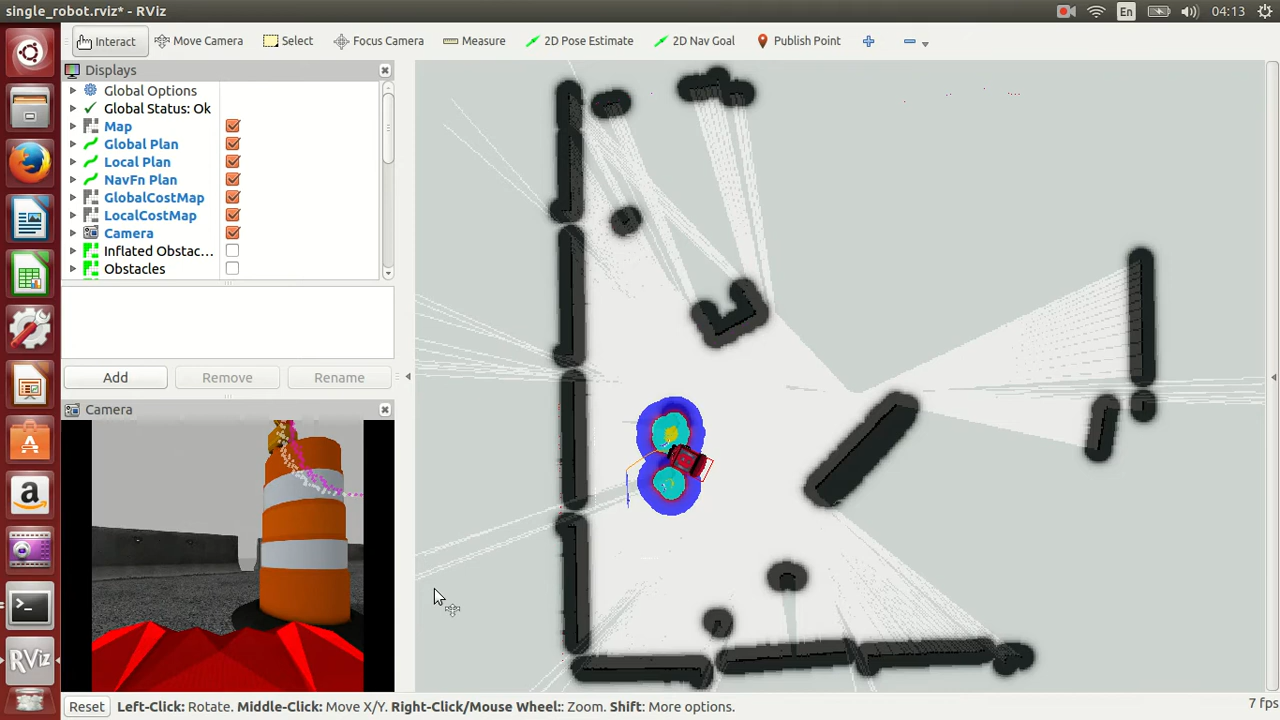 single_robot.rviz* - RViz
En
04:13
Interact
Move Camera
Select
Focus Camera
Measure
2D Pose Estimate
2D Nav Goal
Publish Point
Displays
Global Options
Global Status: Ok
Map
Global Plan
Local Plan
NavFn Plan
GlobalCostMap
LocalCostMap
Camera
Inflated Obstac...
Obstacles
Add
Remove
Rename
Camera
RViz
Reset
Left-Click: Rotate. Middle-Click: Move X/Y. Right-Click/Mouse Wheel:: Zoom. Shift: More options.
7 fps